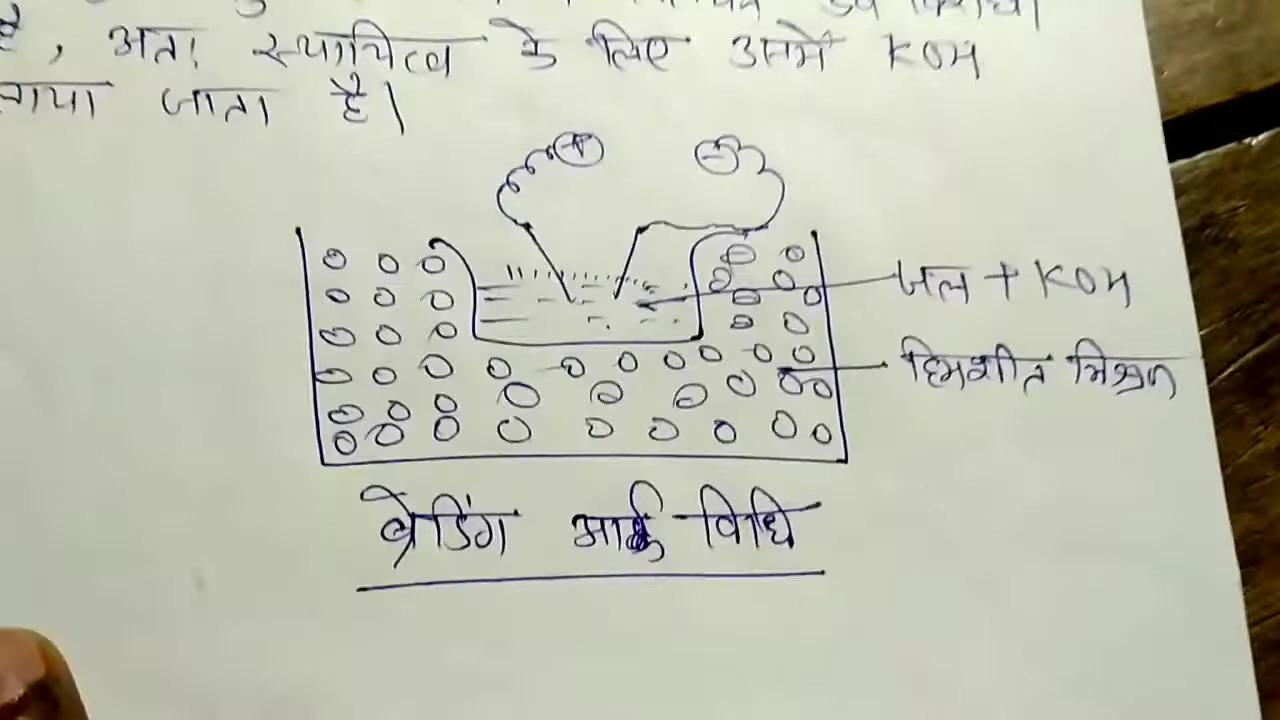 है, अतः स्थायित्व के लिए उसमें KOH
जाता है।
+
−
जल + KOH
हिमशीत मिश्रण
ब्रेडिंग आर्क विधि